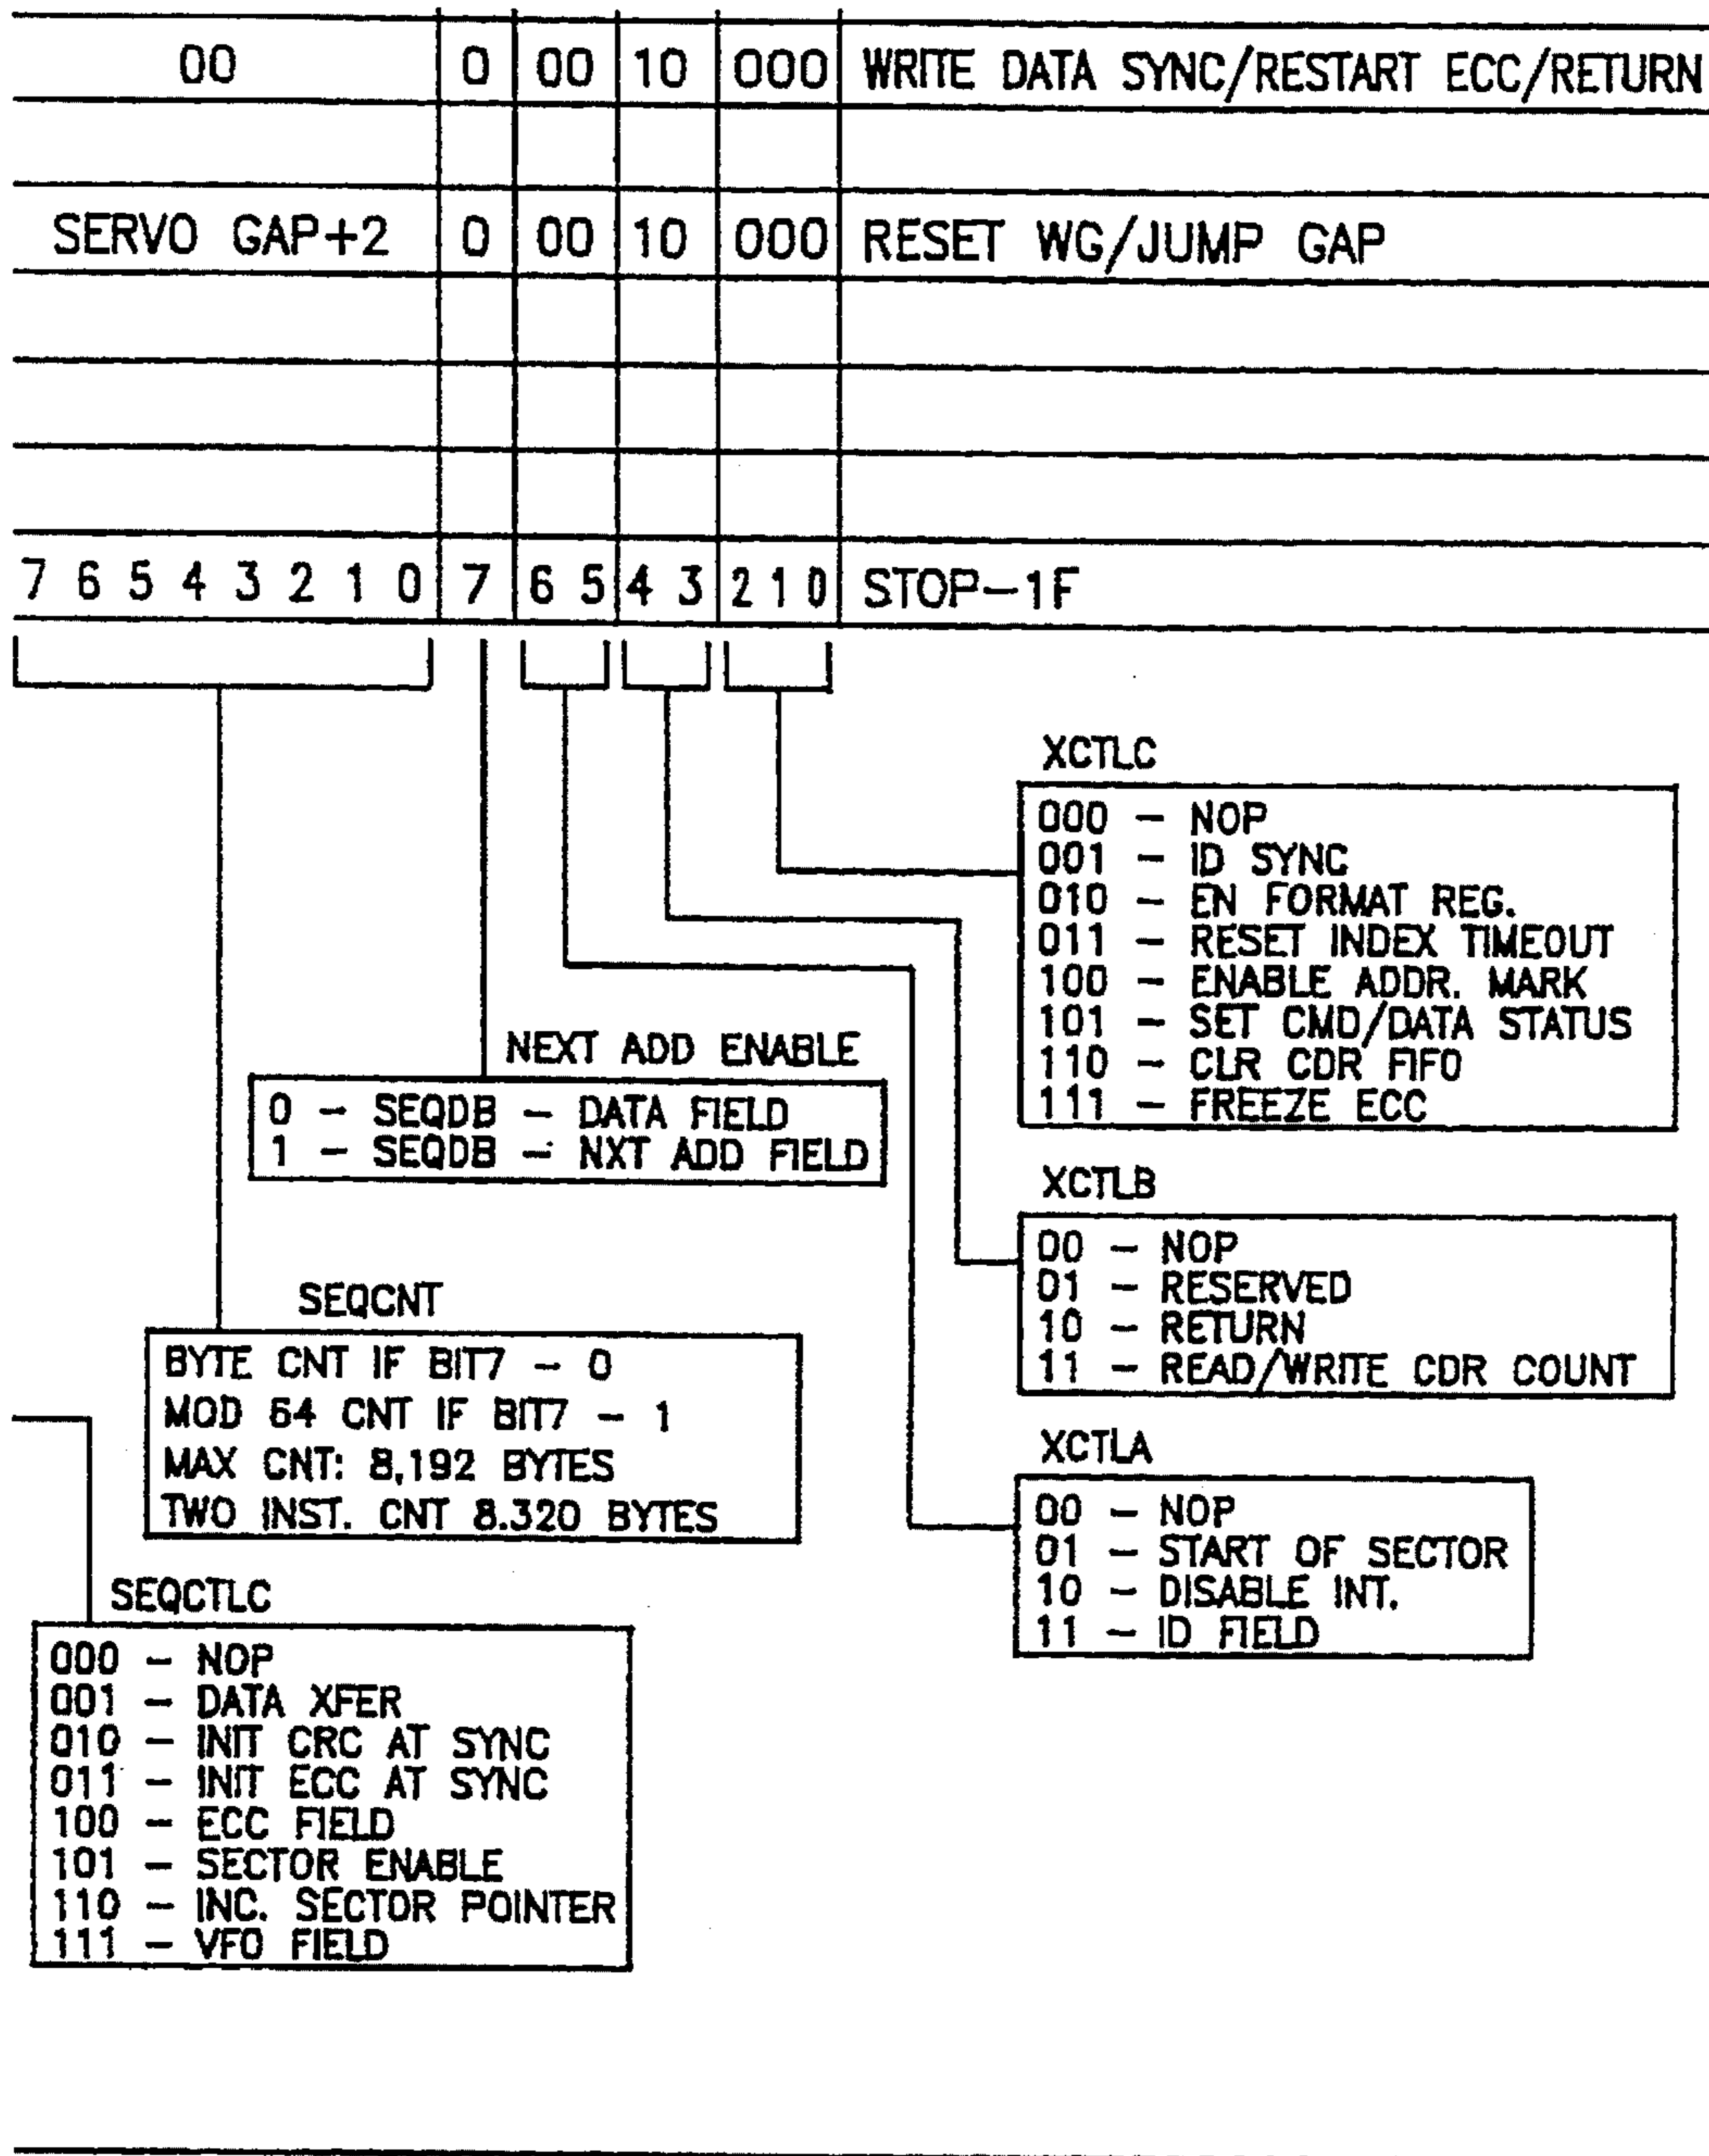 00 0 00 10 000 WRITE DATA SYNC/RESTART ECC/RETURN
SERVO GAP+2 0 00 10 000 RESET WG/JUMP GAP
7 6 5 4 3 2 1 0 7 6 5 4 3 2 1 0 STOP-1F
XCTLC
000 - NOP
001 - ID SYNC
010 - EN FORMAT REG.
011 - RESET INDEX TIMEOUT
100 - ENABLE ADDR. MARK
101 - SET CMD/DATA STATUS
110 - CLR CDR FIFO
111 - FREEZE ECC
NEXT ADD ENABLE
0 - SEQDB - DATA FIELD
1 - SEQDB - NXT ADD FIELD
XCTLB
00 - NOP
01 - RESERVED
10 - RETURN
11 - READ/WRITE CDR COUNT
SEQCNT
BYTE CNT IF BIT7 - 0
MOD 64 CNT IF BIT7 - 1
MAX CNT: 8,192 BYTES
TWO INST. CNT 8.320 BYTES
XCTLA
00 - NOP
01 - START OF SECTOR
10 - DISABLE INT.
11 - ID FIELD
SEQCTLC
000 - NOP
001 - DATA XFER
010 - INIT CRC AT SYNC
011 - INIT ECC AT SYNC
100 - ECC FIELD
101 - SECTOR ENABLE
110 - INC. SECTOR POINTER
111 - VFO FIELD